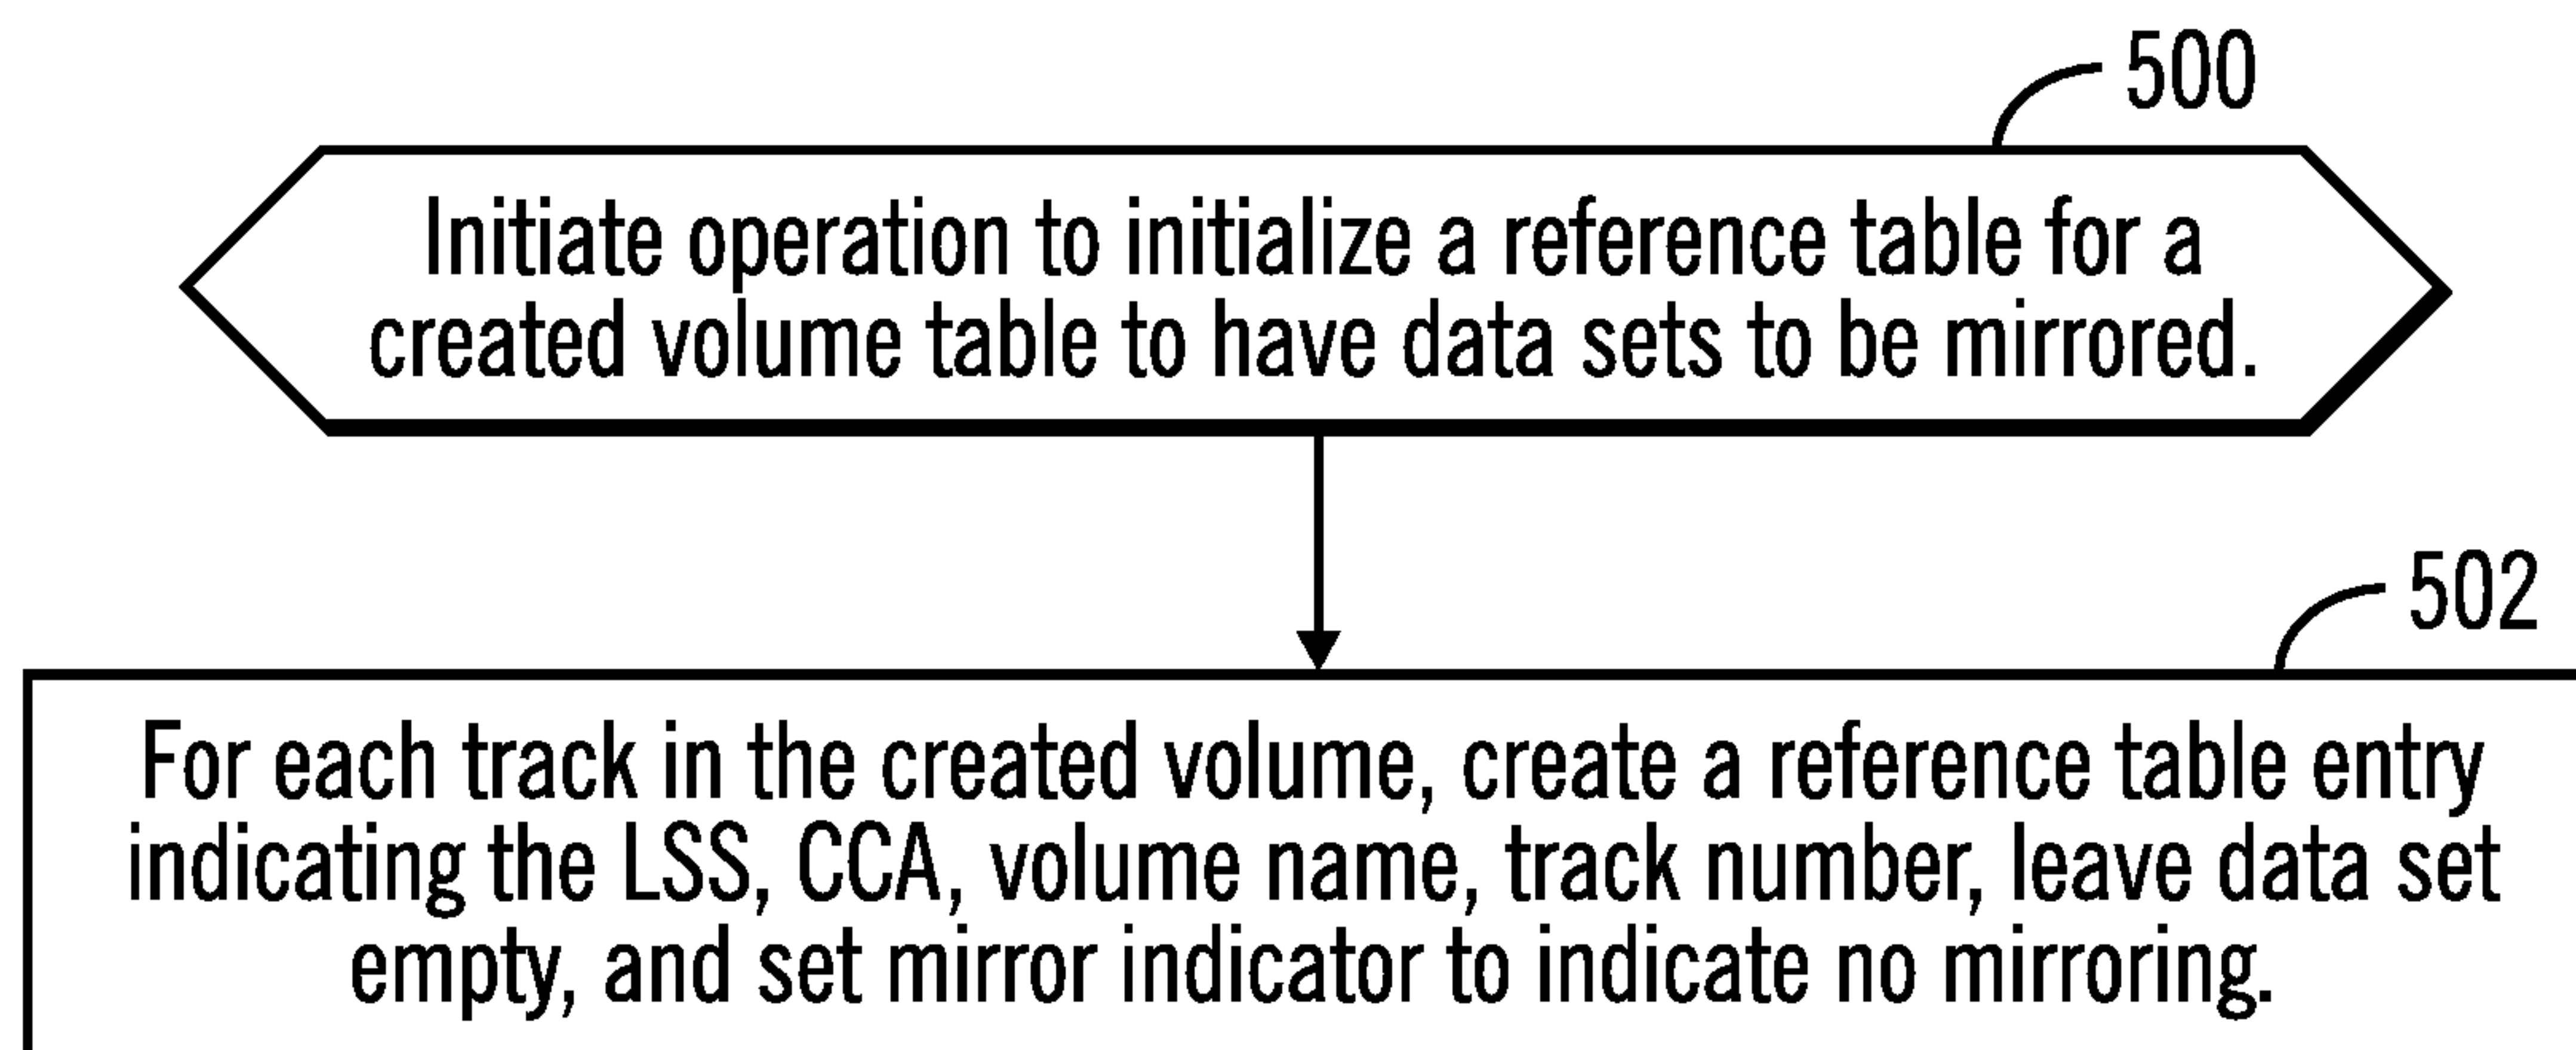 500
Initiate operation to initialize a reference table for a
created volume table to have data sets to be mirrored.
502
For each track in the created volume, create a reference table entry
indicating the LSS, CCA, volume name, track number, leave data set
empty, and set mirror indicator to indicate no mirroring.